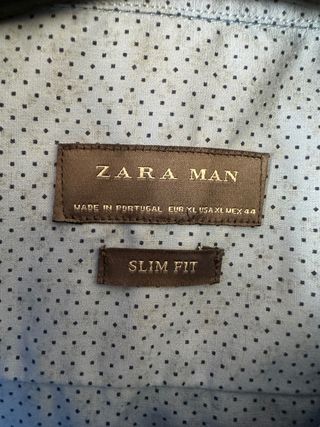 ZARA MAN
MADE IN PORTUGAL EUR XL USA XL MEX 44
SLIM FIT